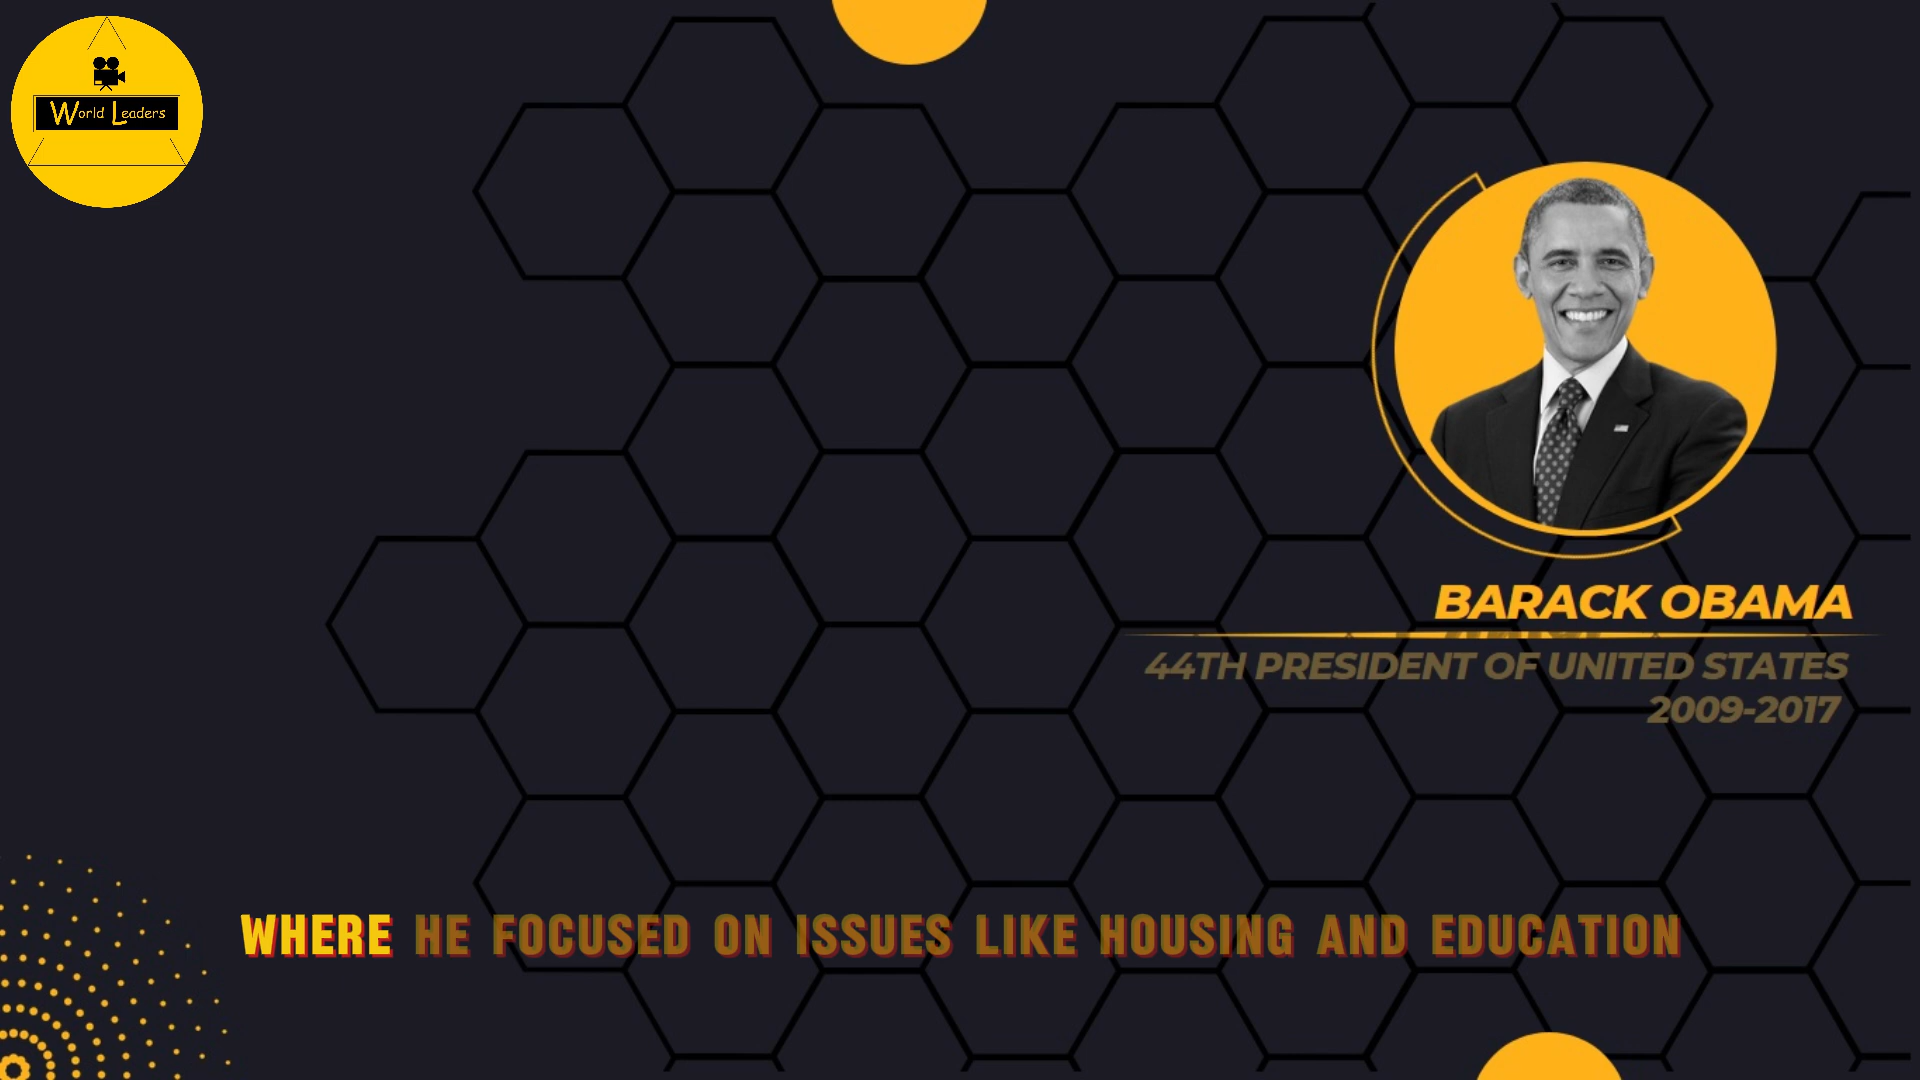 World Leaders
BARACK OBAMA
44TH PRESIDENT OF UNITED STATES
2009-2017
WHERE HE FOCUSED ON ISSUES LIKE HOUSING AND EDUCATION